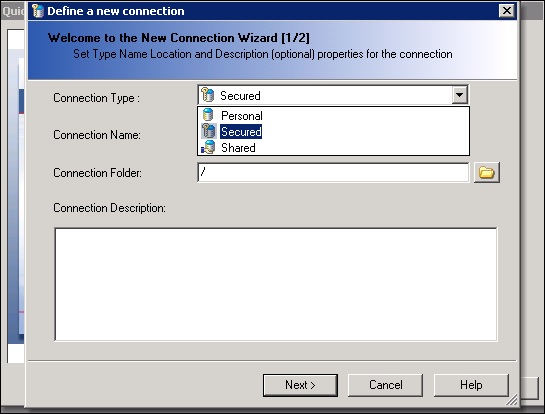 Quic
Define a new connection
Welcome to the New Connection Wizard [1/2]
Set Type Name Location and Description (optional) properties for the connection
Connection Type :
Secured
Personal
Connection Name:
Secured
Shared
Connection Folder:
/
Connection Description:
Next >
Cancel
Help